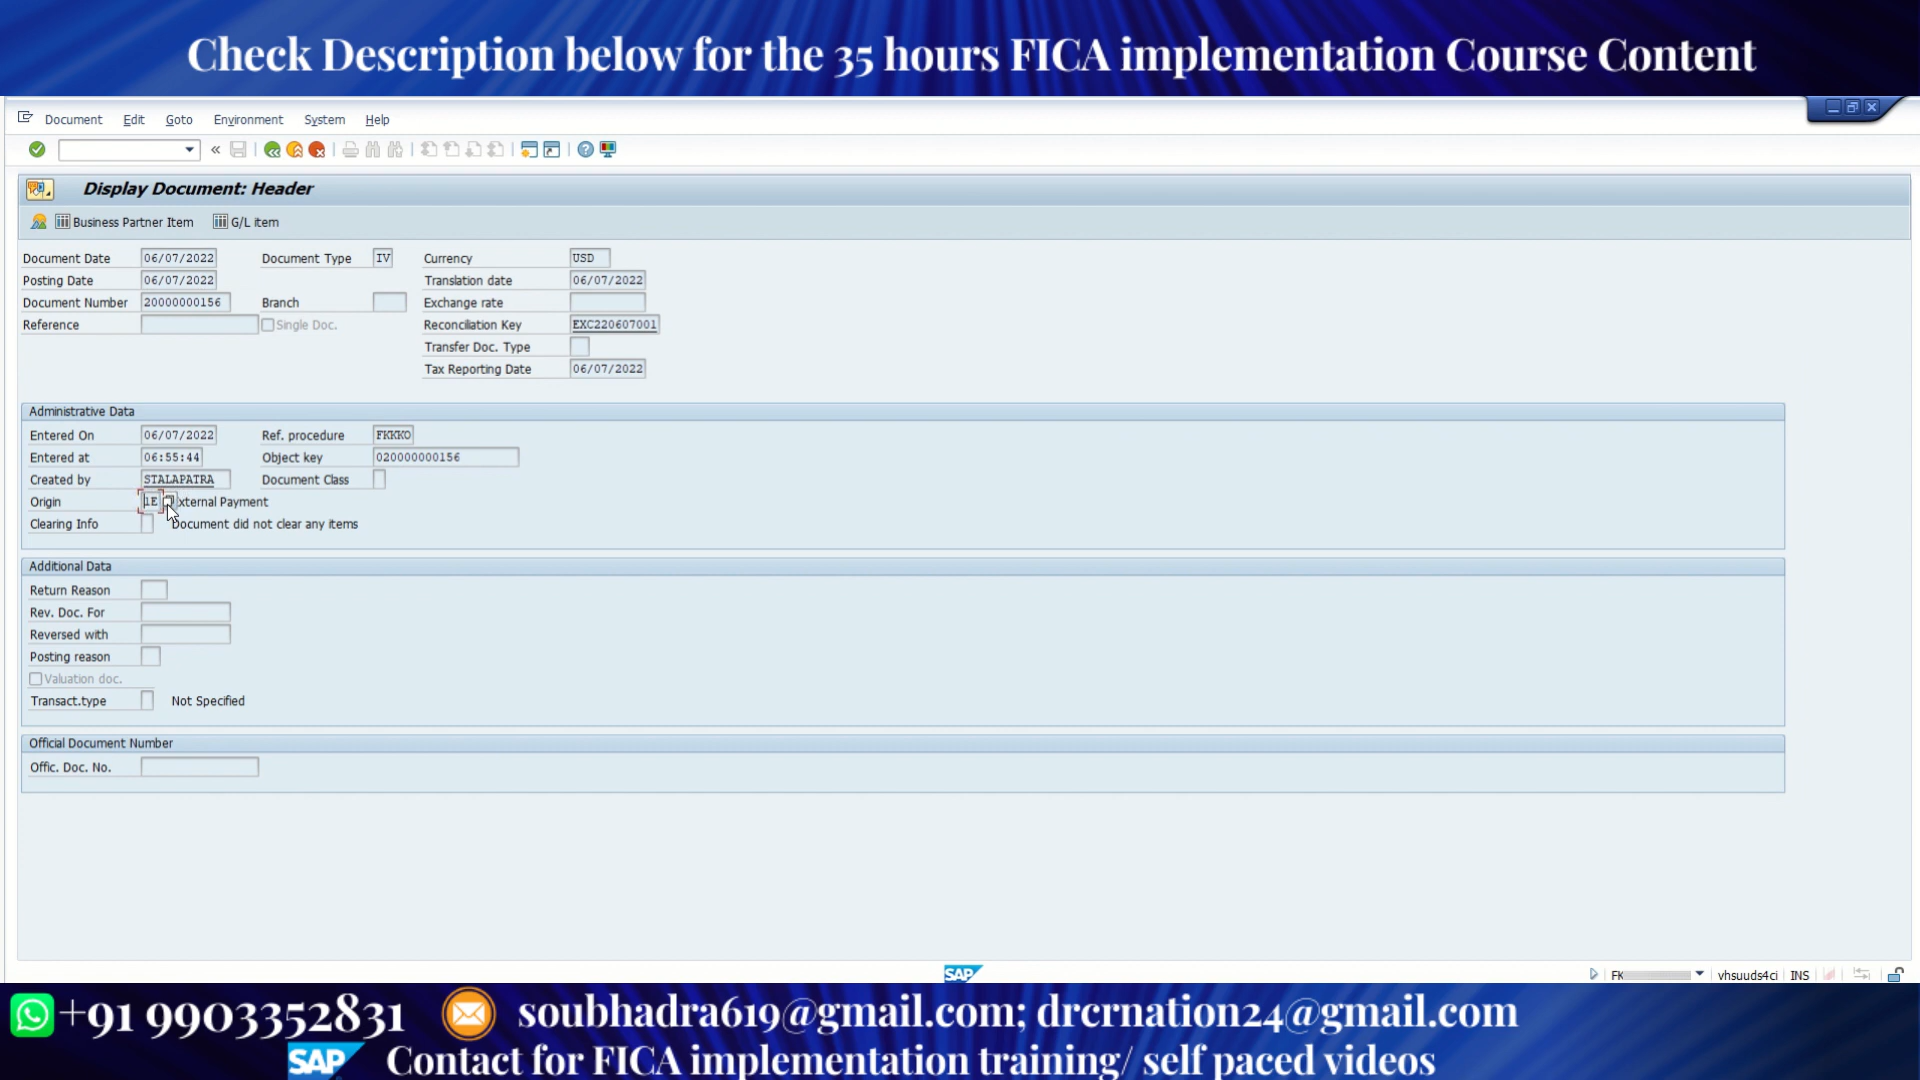 Check Description below for the 35 hours FICA implementation Course Content
Document Edit Goto Environment System Help
Display Document: Header
Business Partner Item G/L item
Document Date 06/07/2022 Document Type IV Currency USD
Posting Date 06/07/2022 Translation date 06/07/2022
Document Number 20000000156 Branch Exchange rate
Reference Single Doc. Reconciliation Key EXC220607001
Transfer Doc. Type
Tax Reporting Date 06/07/2022
Administrative Data
Entered On 06/07/2022 Ref. procedure FKKKO
Entered at 06:55:44 Object key 020000000156
Created by STALAPATRA Document Class
Origin 1E xternal Payment
Clearing Info Document did not clear any items
Additional Data
Return Reason
Rev. Doc. For
Reversed with
Posting reason
Valuation doc.
Transact.type Not Specified
Official Document Number
Offic. Doc. No.
SAP FK vhsuuds4ci INS
+91 9903352831 soubhadra619@gmail.com; drcrnation24@gmail.com
SAP Contact for FICA implementation training/ self paced videos